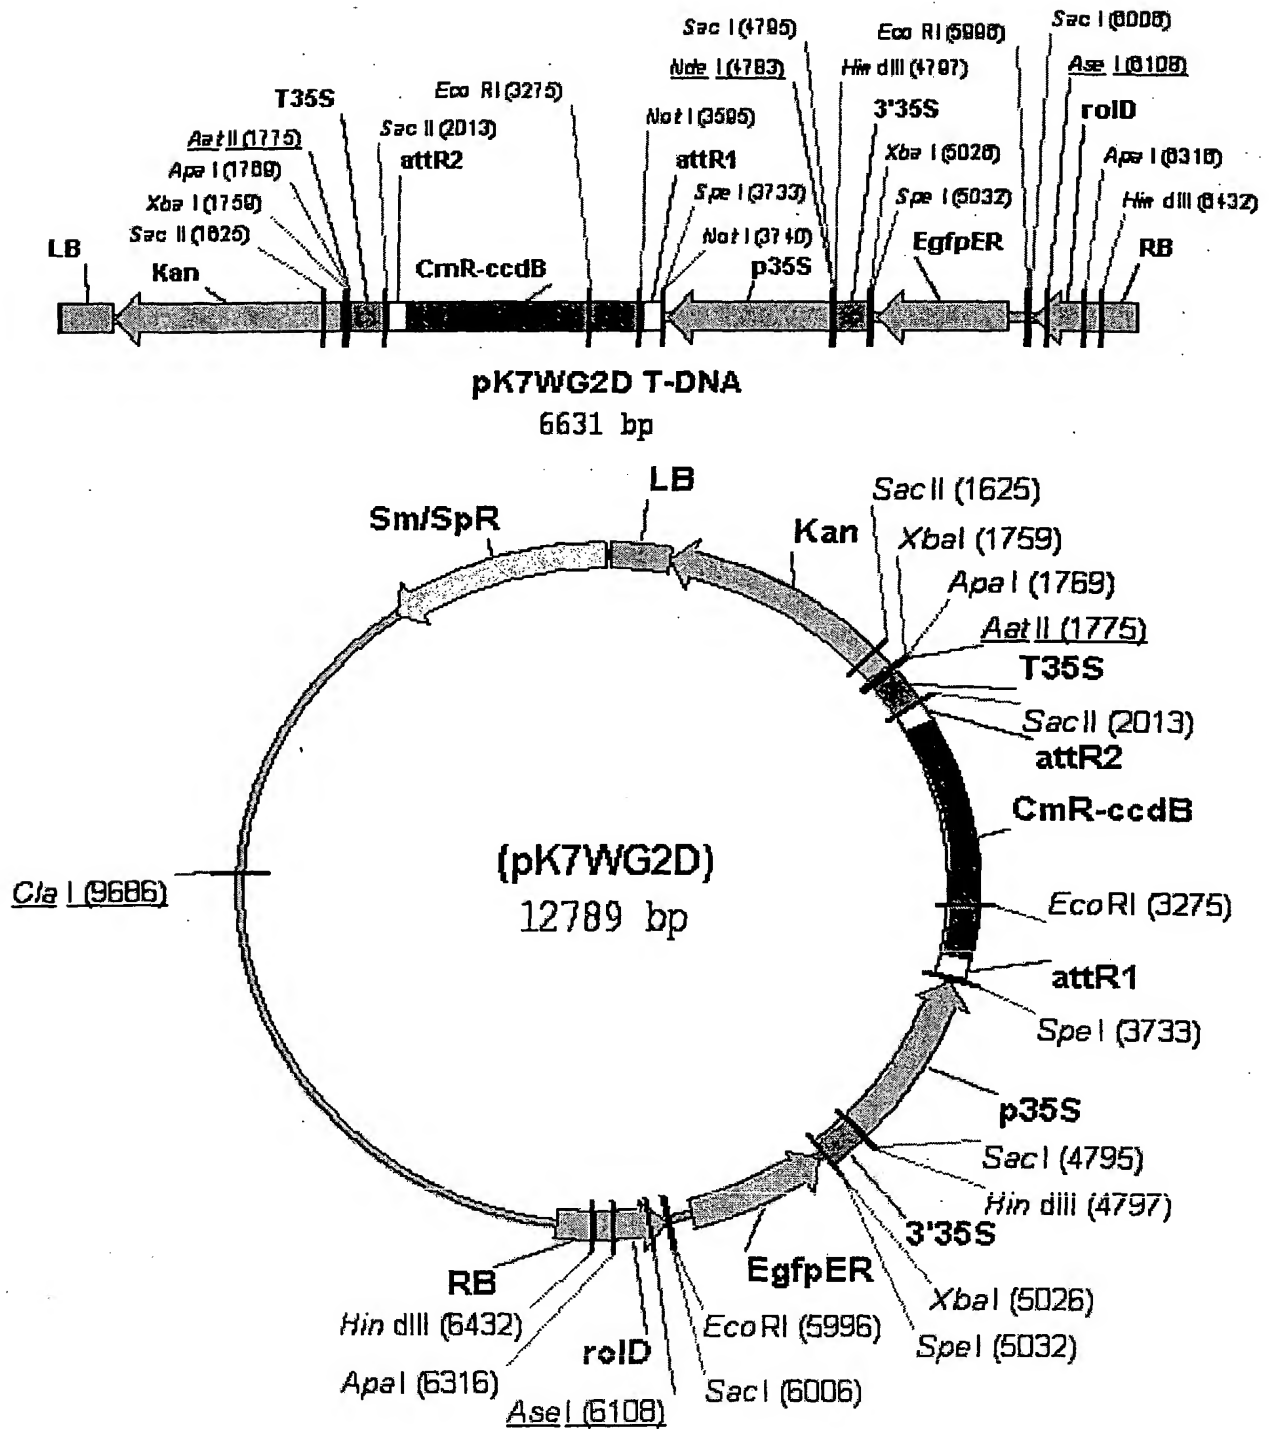 Sac I (4795)
Eco RI (5996)
Sac I (6006)
Nde I (4783)
Hin dIII (4797)
Ase I (6108)
T35S
Eco RI (3275)
3'35S
rolD
Aat II (1775)
Sac II (2013)
Not I (3595)
Apa I (1769)
attR2
attR1
Xba I (5026)
Apa I (6316)
Xba I (1759)
Spe I (3733)
Spe I (5032)
Hin dIII (6432)
Sac II (1625)
Not I (3740)
EgfpER
LB
Kan
CmR-ccdB
p35S
RB
pK7WG2D T-DNA
6631 bp
LB
Sac II (1625)
Sm/SpR
Kan
XbaI (1759)
Apa I (1769)
Aat II (1775)
T35S
Sac II (2013)
attR2
CmR-ccdB
(pK7WG2D)
12789 bp
Cla I (9686)
Eco RI (3275)
attR1
Spe I (3733)
p35S
Sac I (4795)
Hin dIII (4797)
3'35S
EgfpER
RB
Xba I (5026)
Hin dIII (6432)
Eco RI (5996)
Spe I (5032)
rolD
Apa I (6316)
Sac I (6006)
Ase I (6108)